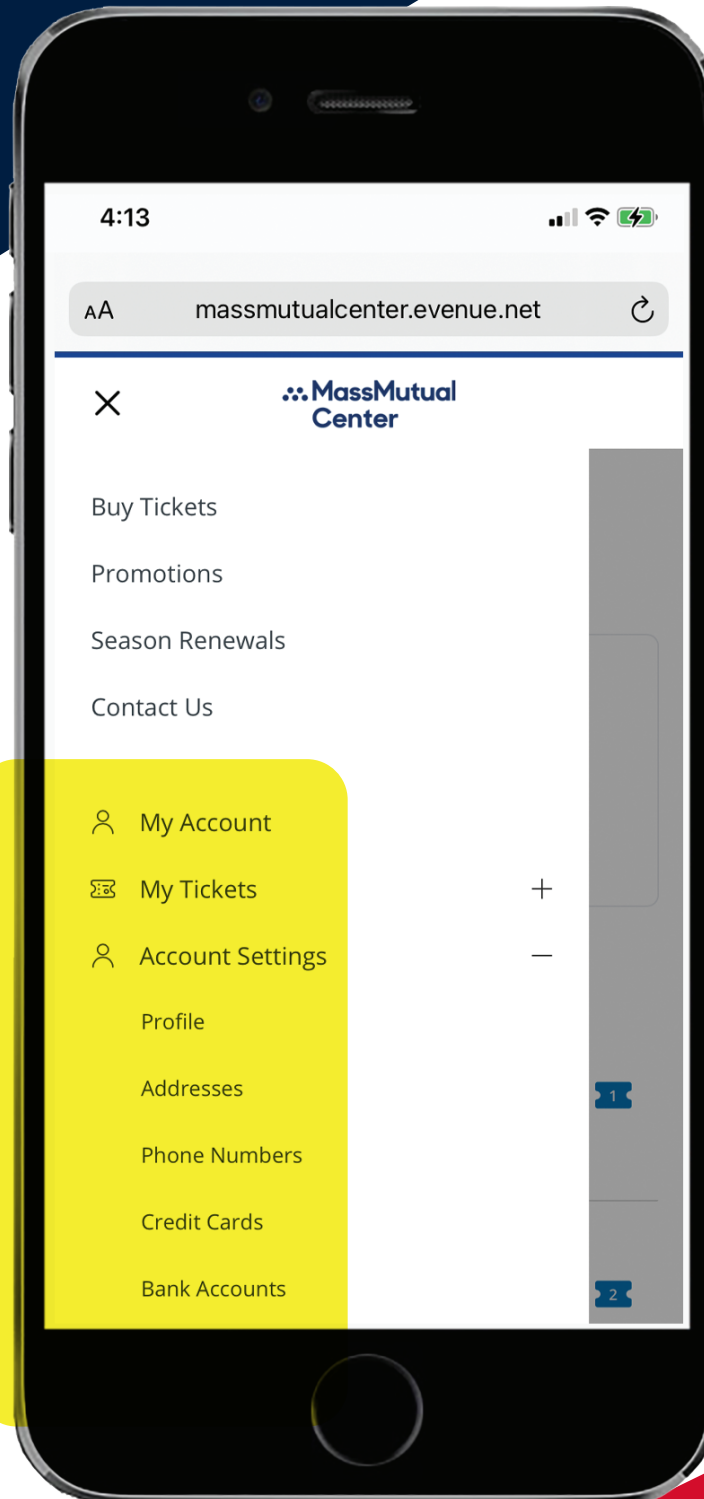 4:13
AA massmutualcenter.evenue.net
MassMutual
Center
Buy Tickets
Promotions
Season Renewals
Contact Us
My Account
My Tickets
Account Settings
Profile
Addresses
1
Phone Numbers
Credit Cards
Bank Accounts
2